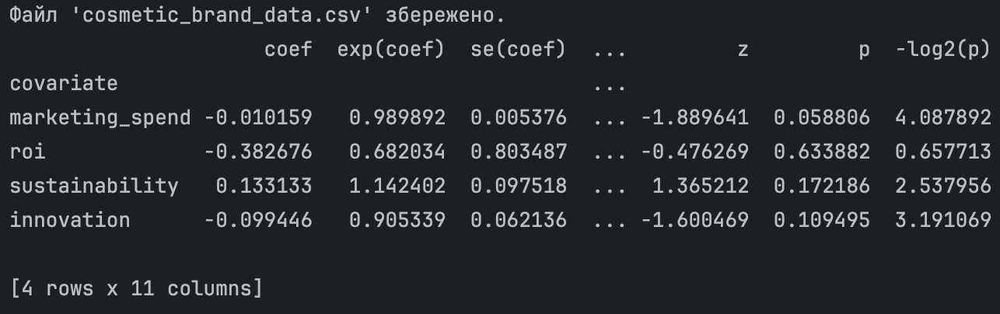 Файл 'cosmetic_brand_data.csv' збережено.
coef exp(coef) se(coef) ... z p -log2(p)
covariate ...
marketing_spend -0.010159 0.989892 0.005376 ... -1.889641 0.058806 4.087892
roi -0.382676 0.682034 0.803487 ... -0.476269 0.633882 0.657713
sustainability 0.133133 1.142402 0.097518 ... 1.365212 0.172186 2.537956
innovation -0.099446 0.905339 0.062136 ... -1.600469 0.109495 3.191069
[4 rows x 11 columns]